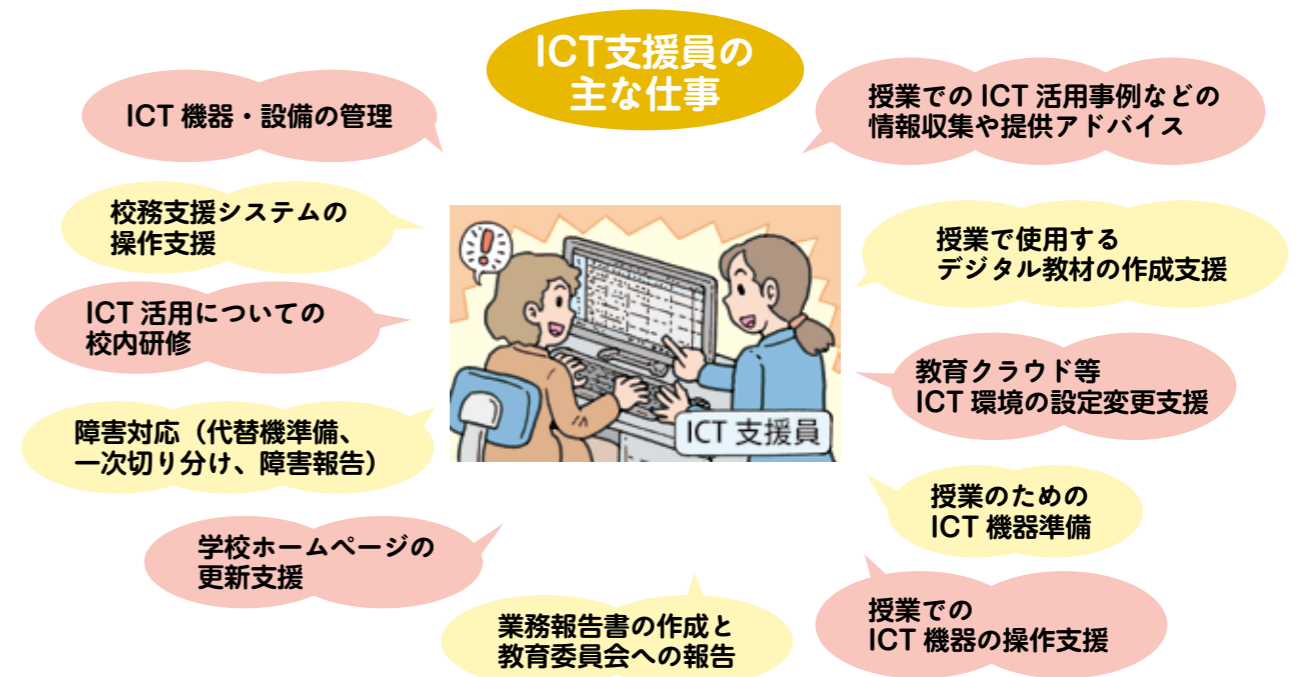 ICT支援員の
主な仕事
ICT 機器・設備の管理
校務支援システムの
操作支援
ICT 活用についての
校内研修
障害対応（代替機準備、
一次切り分け、障害報告）
学校ホームページの
更新支援
業務報告書の作成と
教育委員会への報告
授業での ICT 活用事例などの
情報収集や提供アドバイス
授業で使用する
デジタル教材の作成支援
教育クラウド等
ICT 環境の設定変更支援
授業のための
ICT 機器準備
授業での
ICT 機器の操作支援
!
ICT 支援員